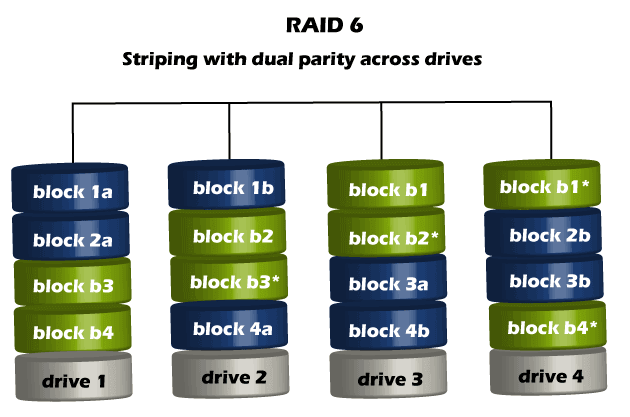 RAID 6
Striping with dual parity across drives
block 1a
block 2a
block b3
block b4
drive 1
block 1b
block b2
block b3*
block 4a
drive 2
block b1
block b2*
block 3a
block 4b
drive 3
block b1*
block 2b
block 3b
block b4*
drive 4